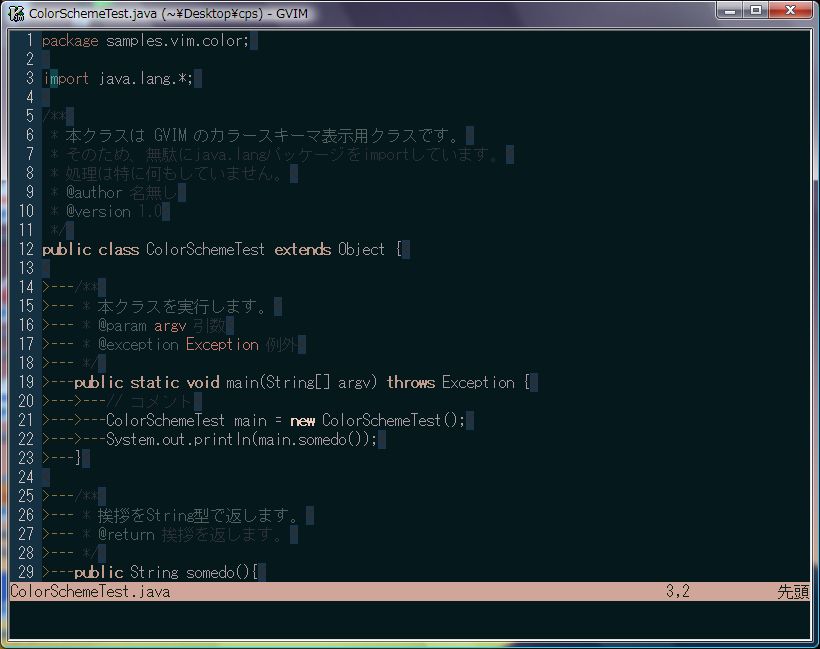 ColorSchemeTest.java (~¥Desktop¥cps) - GVIM
1 package samples.vim.color;
2
3 import java.lang.*;
4
5 /**
6  * 本クラスは GVIM のカラースキーマ表示用クラスです。
7  * そのため、無駄にjava.langパッケージをimportしています。
8  * 処理は特に何もしていません。
9  * @author 名無し
10  * @version 1.0
11  */
12 public class ColorSchemeTest extends Object {
13
14 >---/**
15 >--- * 本クラスを実行します。
16 >--- * @param argv 引数
17 >--- * @exception Exception 例外
18 >--- */
19 >---public static void main(String[] argv) throws Exception {
20 >--->---// コメント
21 >--->---ColorSchemeTest main = new ColorSchemeTest();
22 >--->---System.out.println(main.somedo());
23 >---}
24
25 >---/**
26 >--- * 挨拶をString型で返します。
27 >--- * @return 挨拶を返します。
28 >--- */
29 >---public String somedo(){
ColorSchemeTest.java 3,2 先頭